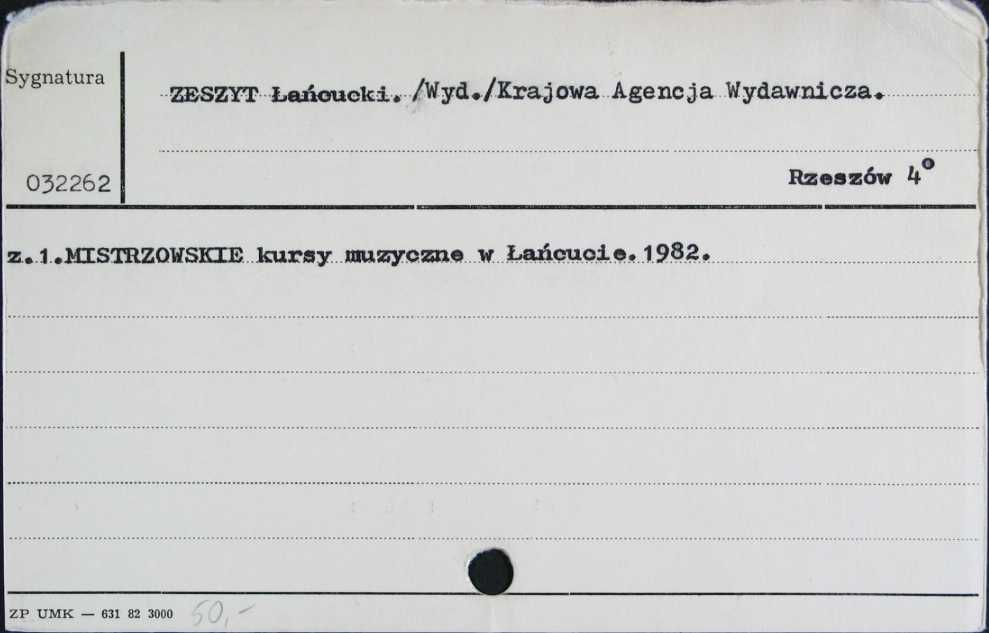 Sygnatura
ZESZYT Łańcucki. /Wyd./Krajowa Agencja Wydawnicza.
032262
Rzeszów 4°
z.1.MISTRZOWSKIE kursy muzyczne w Łańcucie.1982.
ZP UMK — 631 82 3000 50,-